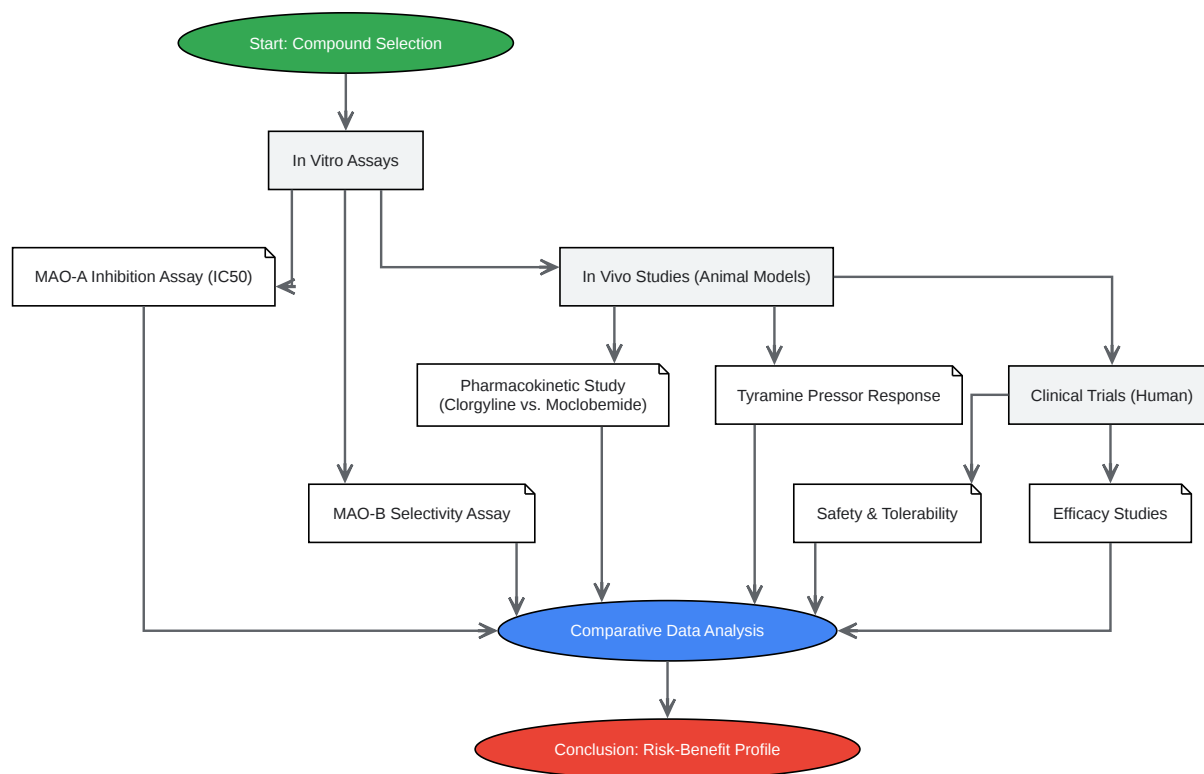 Start: Compound Selection
In Vitro Assays
MAO-A Inhibition Assay (IC50)
In Vivo Studies (Animal Models)
Pharmacokinetic Study
(Clorgyline vs. Moclobemide)
Tyramine Pressor Response
Clinical Trials (Human)
MAO-B Selectivity Assay
Safety & Tolerability
Efficacy Studies
Comparative Data Analysis
Conclusion: Risk-Benefit Profile